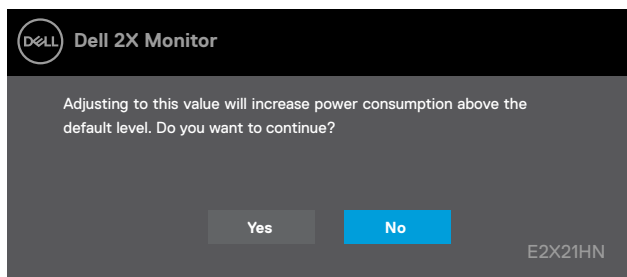 DELL Dell 2X Monitor
Adjusting to this value will increase power consumption above the
default level. Do you want to continue?
Yes No
E2X21HN